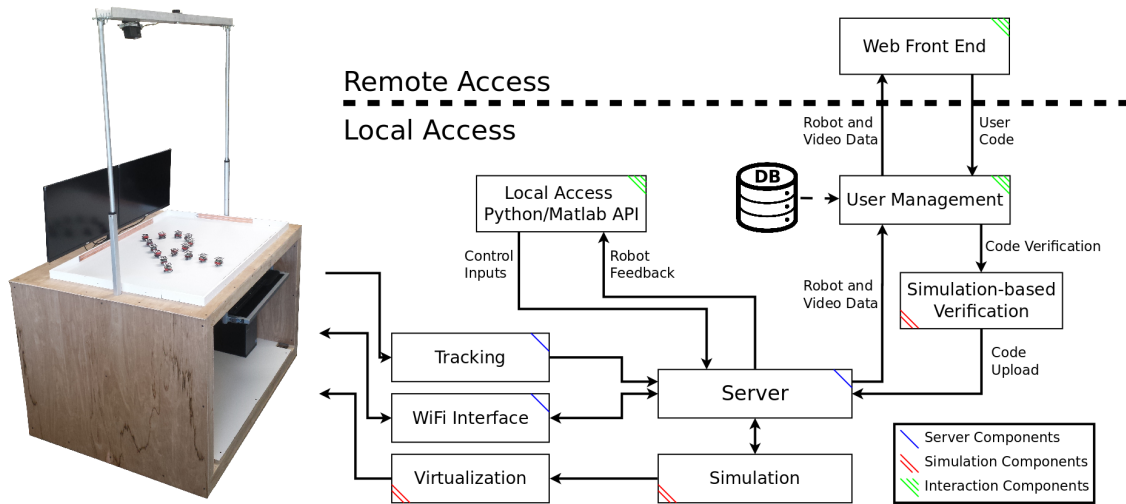 Web Front End
Remote Access
Local Access
Robot and
Video Data
User
Code
DB
Local Access
Python/Matlab API
User Management
Control
Inputs
Robot
Feedback
Code Verification
Robot and
Video Data
Simulation-based
Verification
Tracking
Code
Upload
Server
WiFi Interface
Virtualization
Simulation
Server Components
Simulation Components
Interaction Components